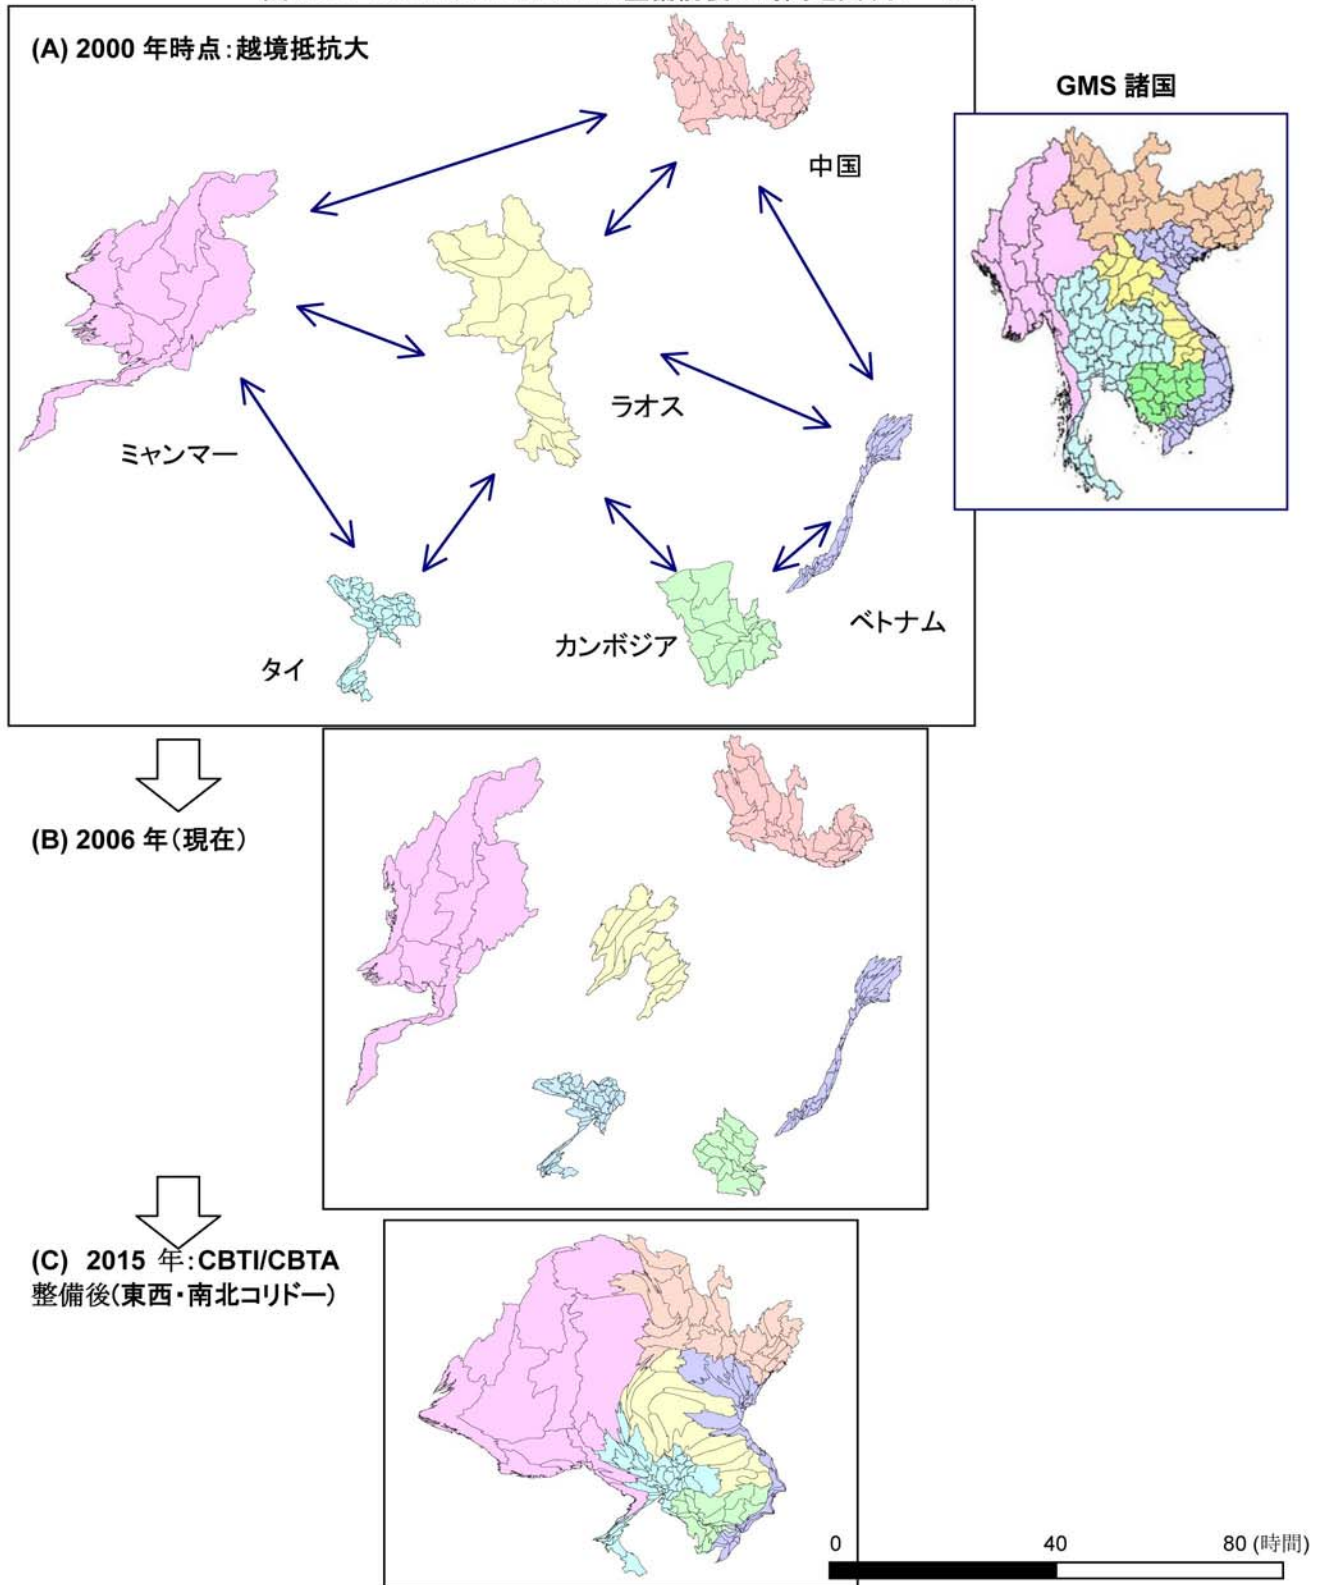 (A) 2000 年時点：越境抵抗大
GMS 諸国
中国
ラオス
ミャンマー
ベトナム
カンボジア
タイ
(B) 2006 年（現在）
(C) 2015 年：CBTI/CBTA
整備後(東西・南北コリドー)
0 40 80 (時間)